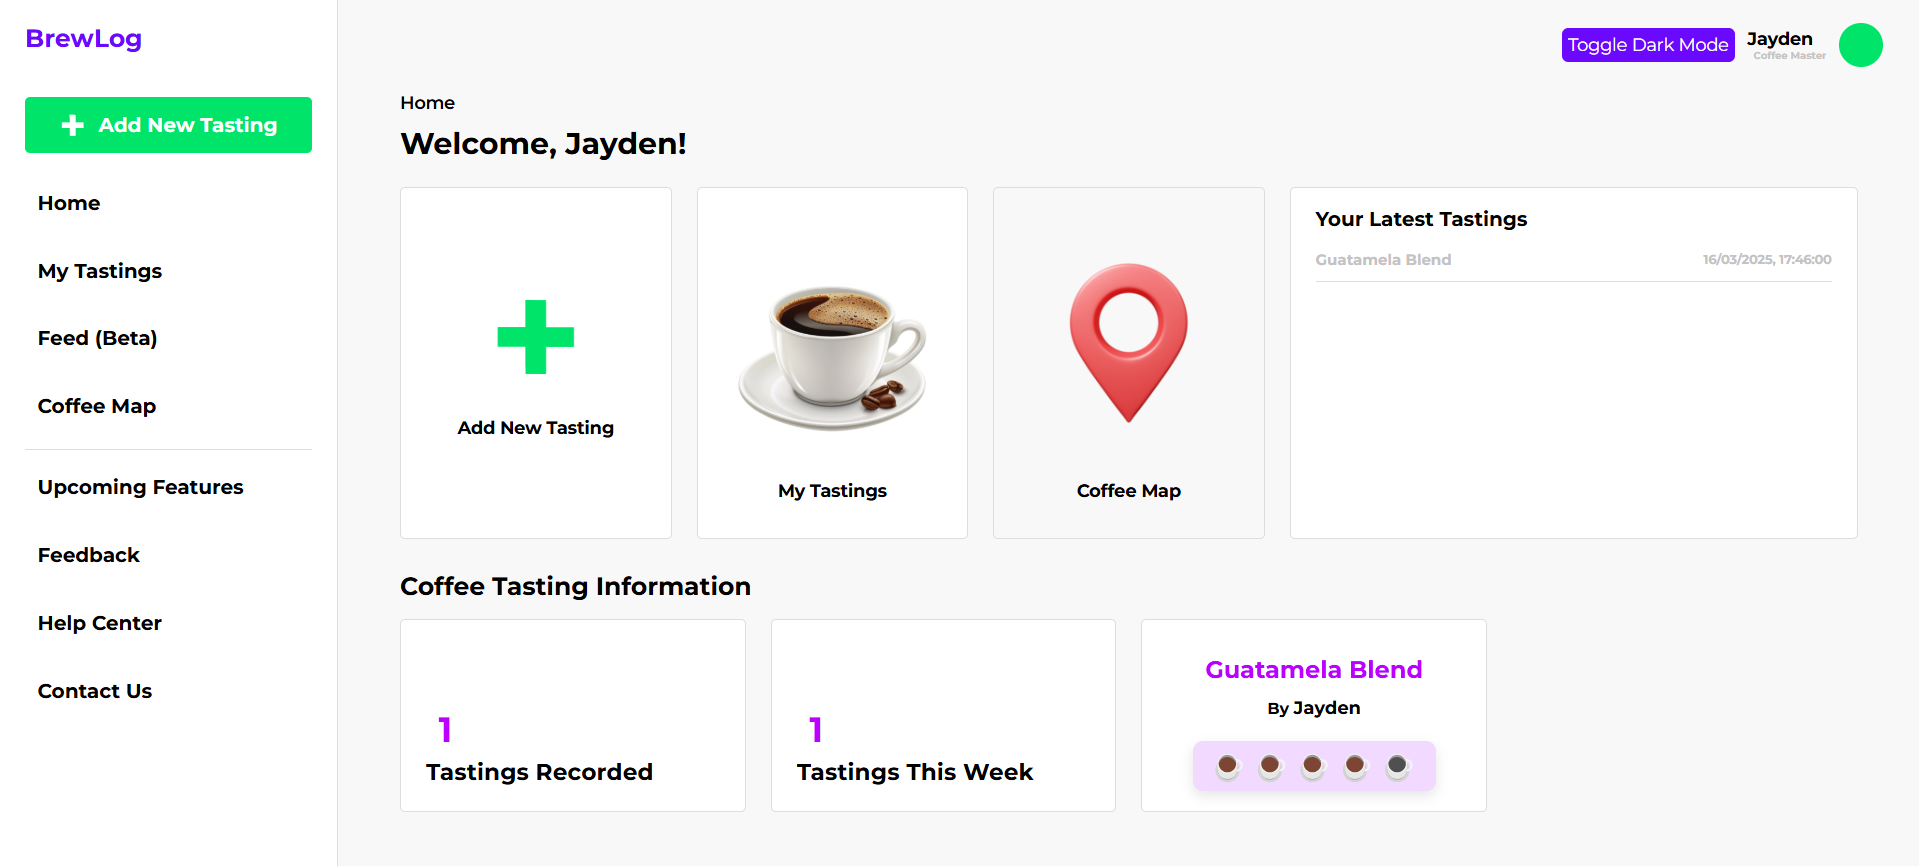 BrewLog
Add New Tasting
Home
My Tastings
Feed (Beta)
Coffee Map
Upcoming Features
Feedback
Help Center
Contact Us
Toggle Dark Mode
Jayden
Coffee Master
Home
Welcome, Jayden!
Add New Tasting
My Tastings
Coffee Map
Your Latest Tastings
Guatamela Blend 16/03/2025, 17:46:00
Coffee Tasting Information
1
Tastings Recorded
1
Tastings This Week
Guatamela Blend
By Jayden